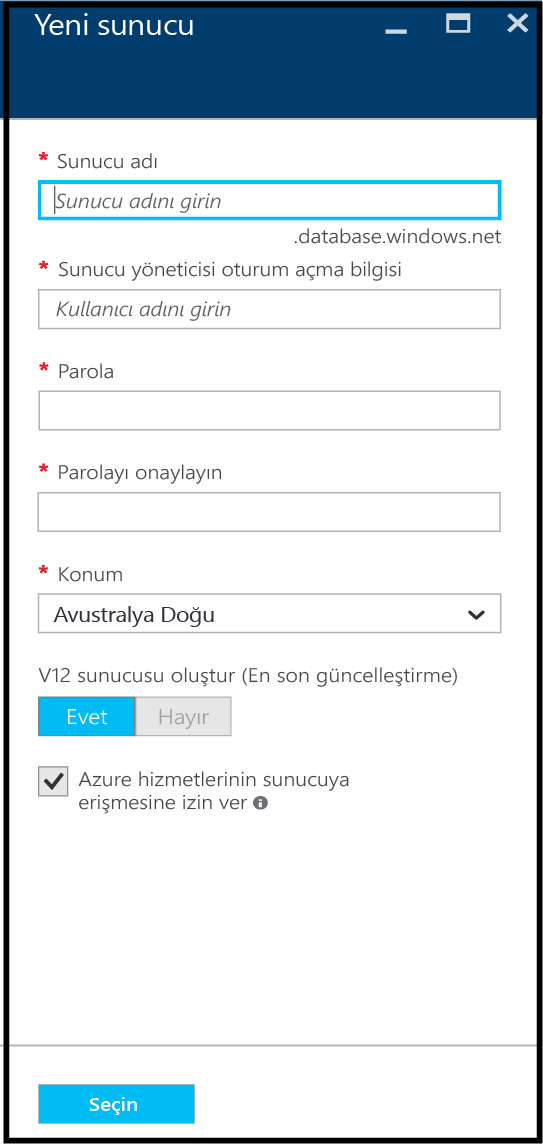 Yeni sunucu
* Sunucu adı
Sunucu adını girin
.database.windows.net
* Sunucu yöneticisi oturum açma bilgisi
Kullanıcı adını girin
* Parola
* Parolayı onaylayın
* Konum
Avustralya Doğu
V12 sunucusu oluştur (En son güncelleştirme)
Evet Hayır
Azure hizmetlerinin sunucuya
erişmesine izin ver
Seçin